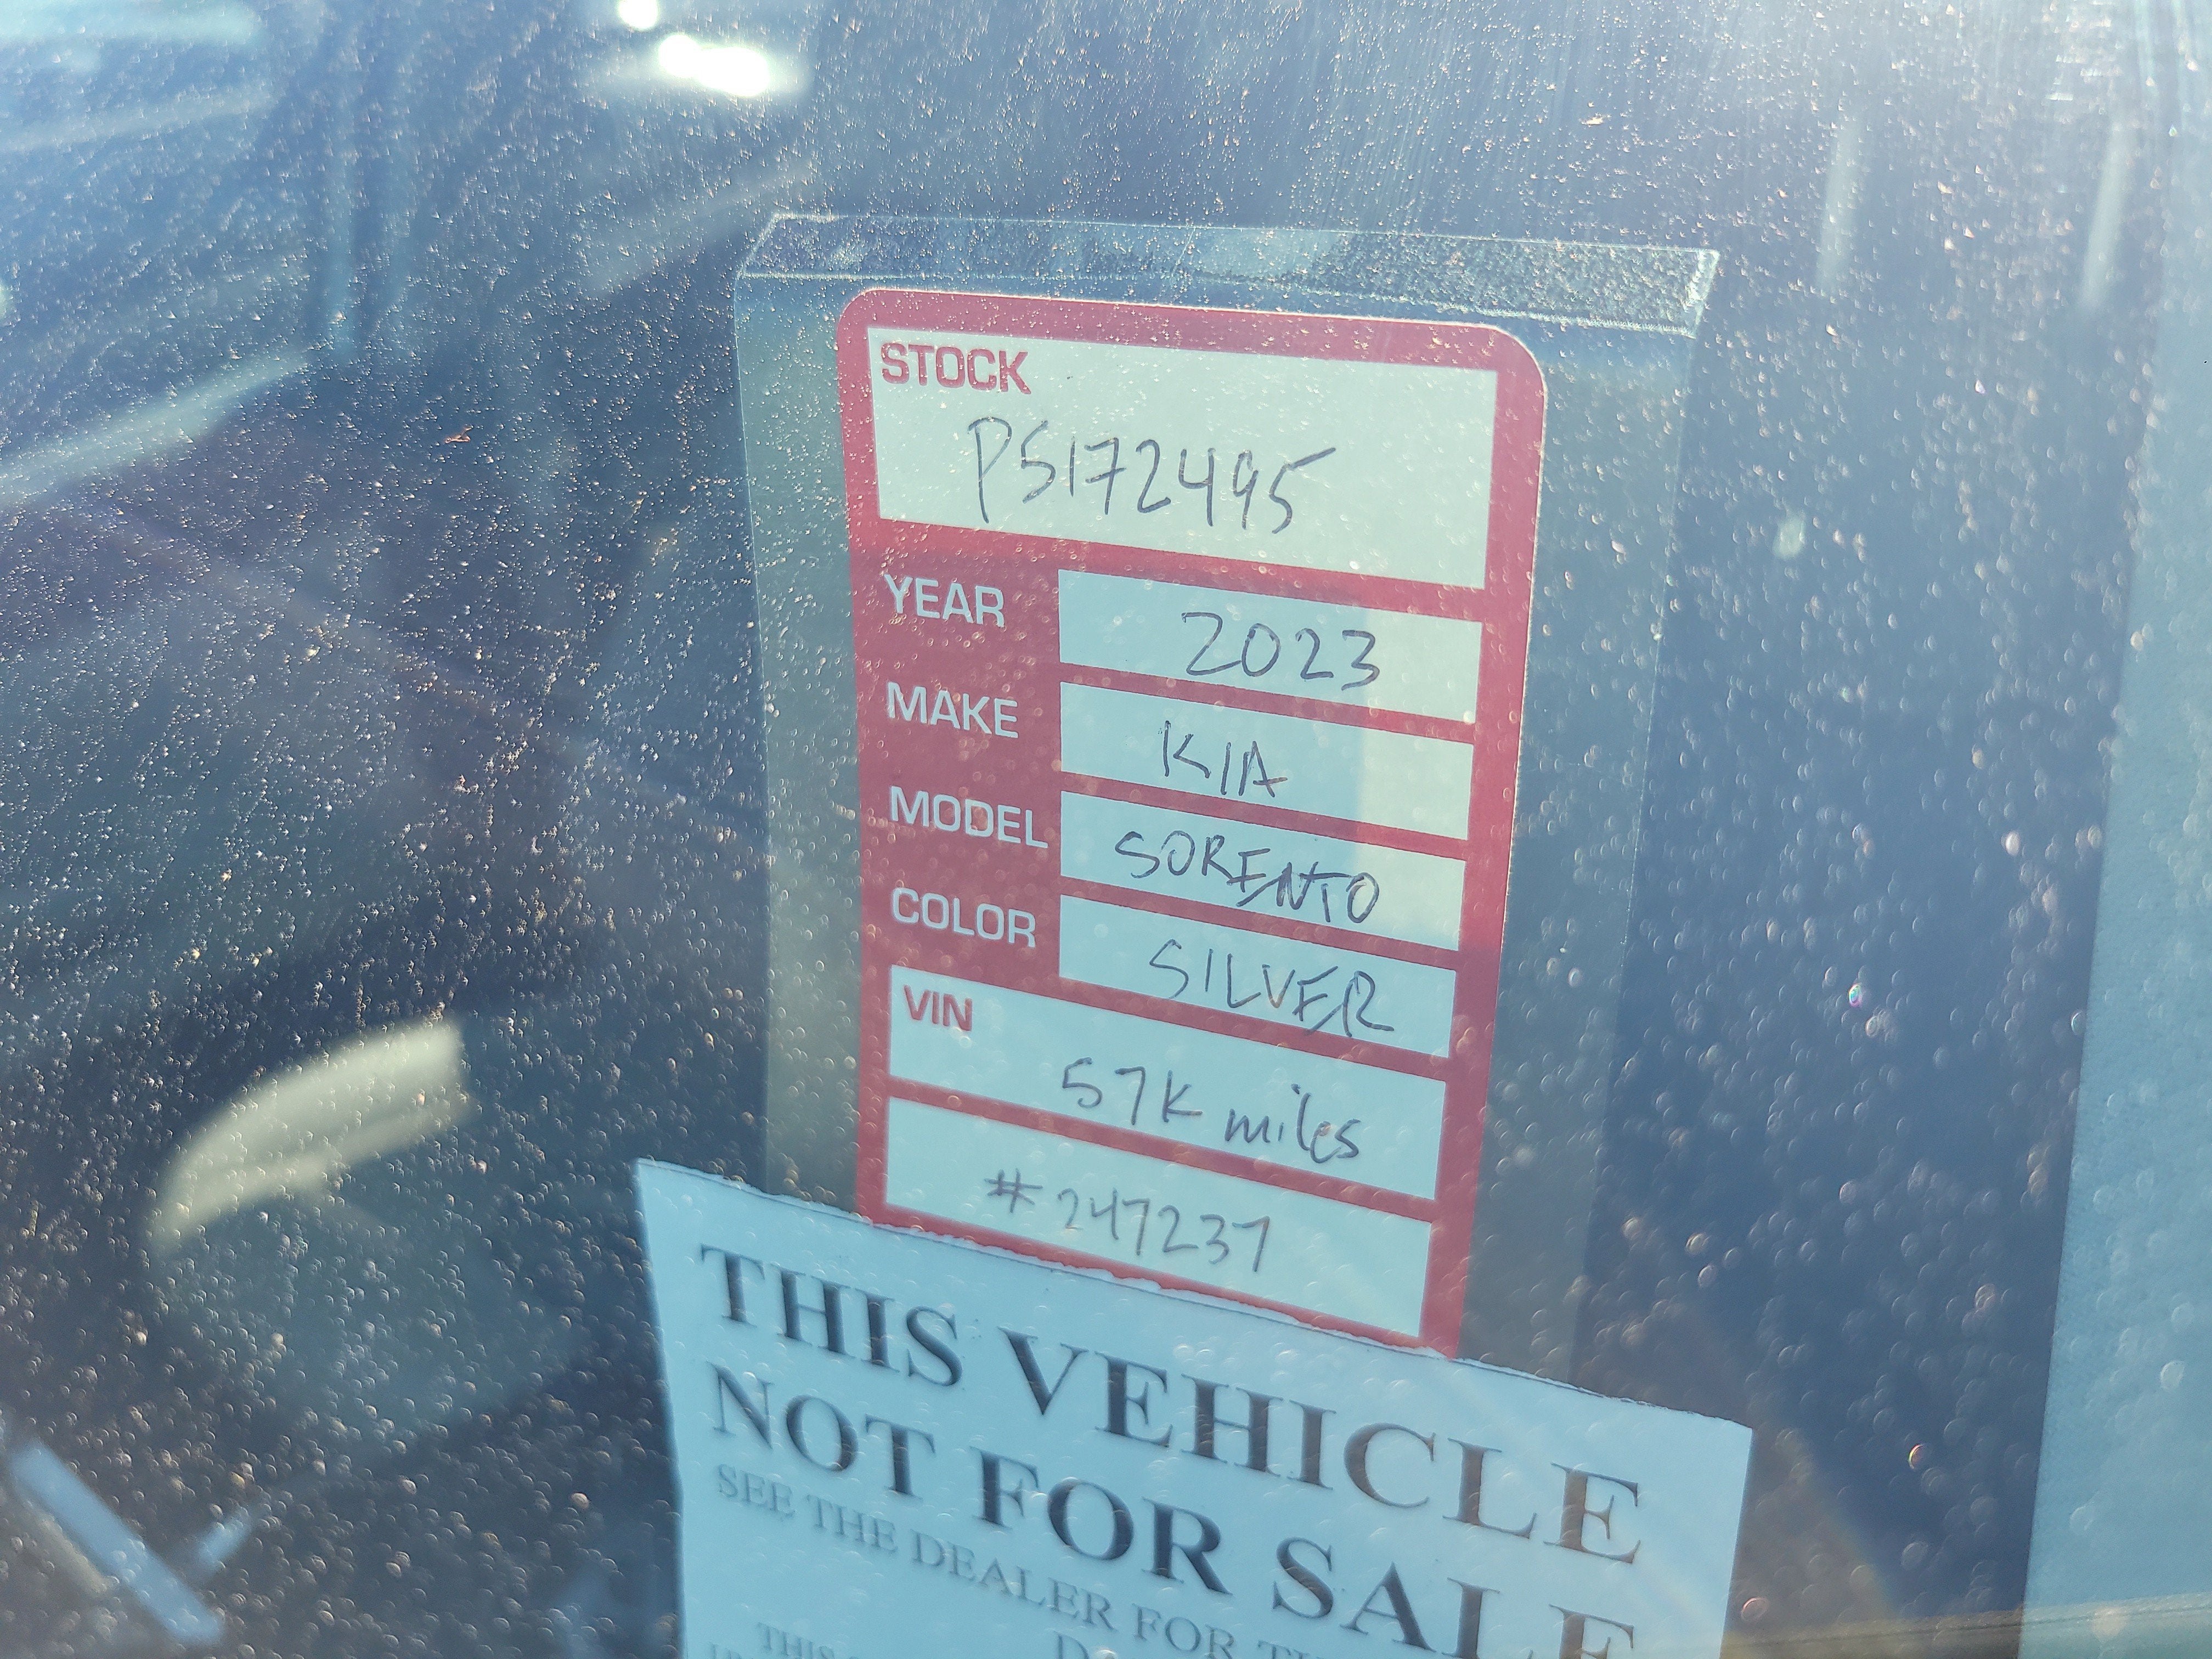 STOCK
PS172495
YEAR 2023
MAKE KIA
MODEL SORENTO
COLOR SILVER
VIN
57K miles
#247237
THIS VEHICLE
NOT FOR SALE
SEE THE DEALER FOR
THIS